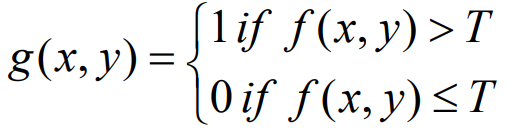 g(x, y) = { 1 if f(x, y) > T
0 if f(x, y) ≤ T